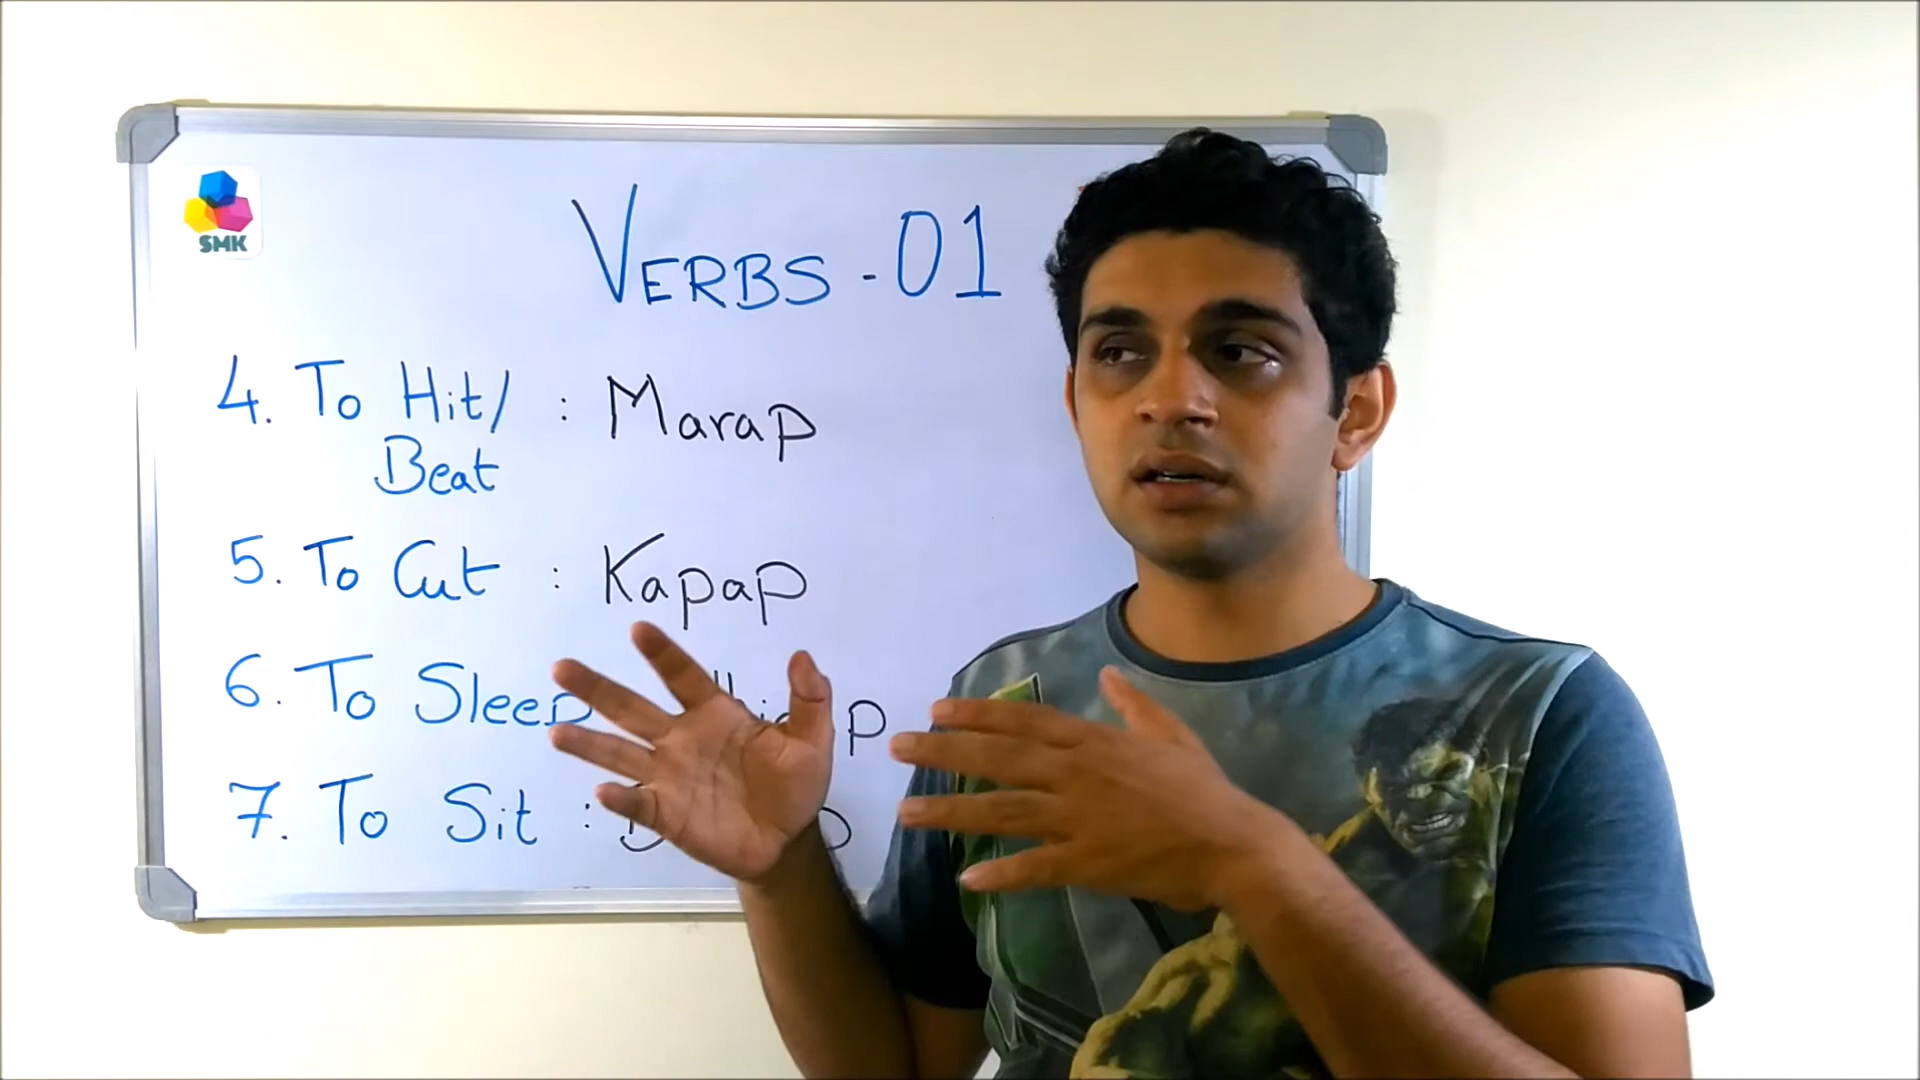 SMK
VERBS - 01
4. To Hit/ : Marap
Beat
5. To Cut : Kapap
6. To Sleep
7. To Sit :